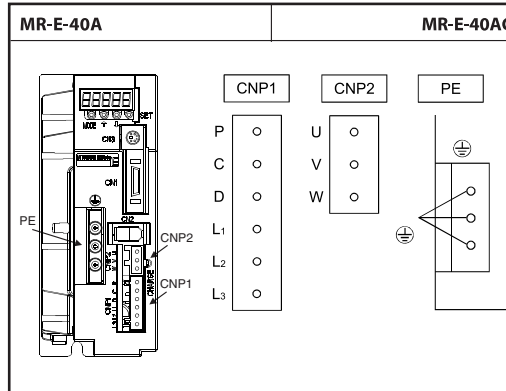 MR-E-40A
MR-E-40AG
CNP1
CNP2
PE
P
C
D
L1
L2
L3
U
V
W
SET
MODE
CN3
CN1
CN2
PE
CNP2
CNP1
CHARGE
CNP2
CNP1